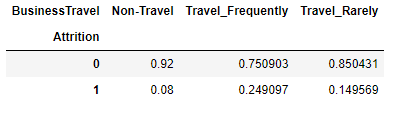 BusinessTravel Non-Travel Travel_Frequently Travel_Rarely
Attrition
0 0.92 0.750903 0.850431
1 0.08 0.249097 0.149569